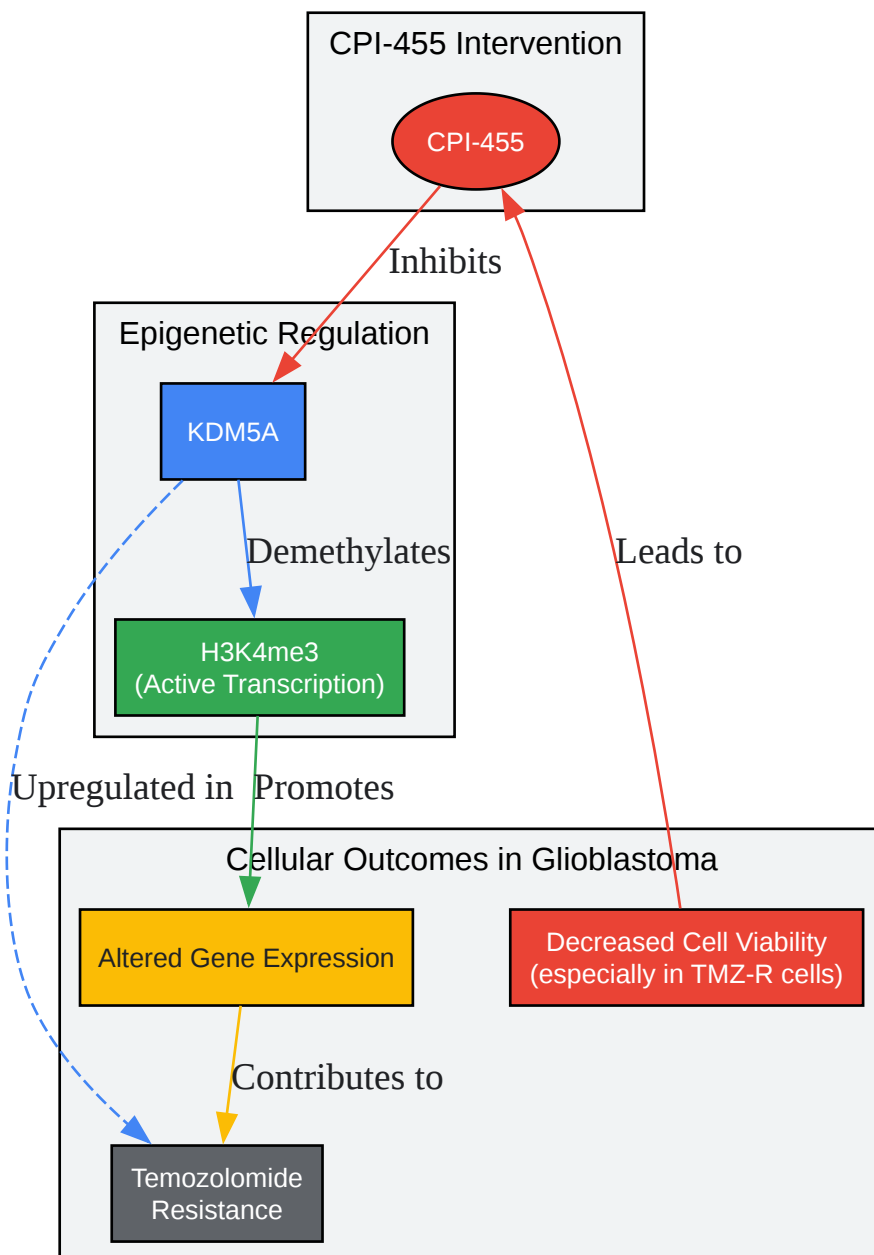 CPI-455 Intervention
CPI-455
Inhibits
Epigenetic Regulation
KDM5A
Demethylates
Leads to
H3K4me3
(Active Transcription)
Upregulated in
Promotes
Cellular Outcomes in Glioblastoma
Altered Gene Expression
Decreased Cell Viability
(especially in TMZ-R cells)
Contributes to
Temozolomide
Resistance